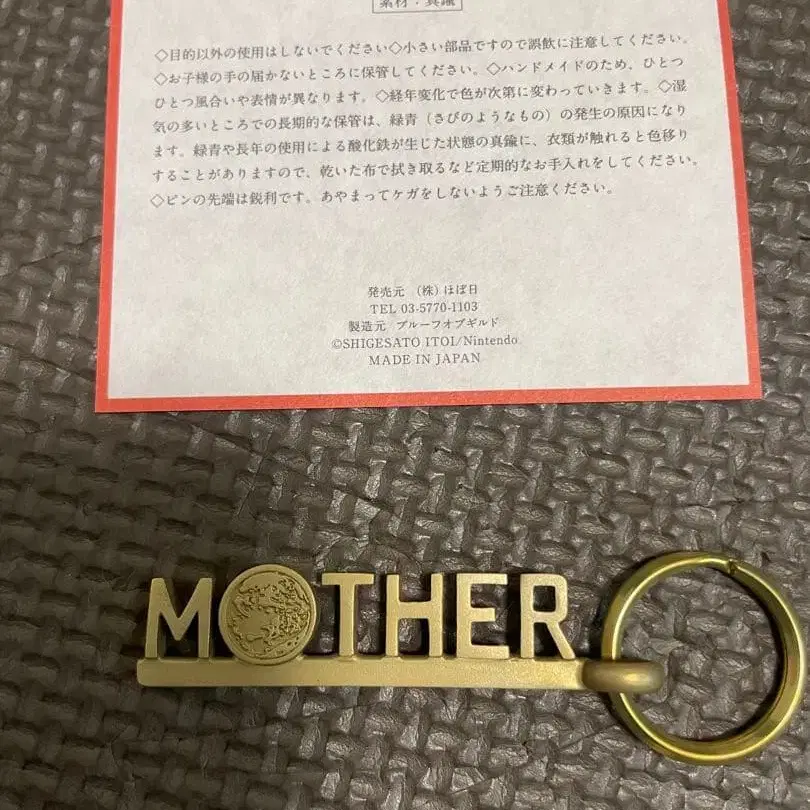 素材：真鍮
◇目的以外の使用はしないでください◇小さい部品ですので誤飲に注意してください。
◇お子様の手の届かないところに保管してください。◇ハンドメイドのため、ひとつ
ひとつ風合いや表情が異なります。◇経年変化で色が次第に変わっていきます。◇湿
気の多いところでの長期的な保管は、緑青（さびのようなもの）の発生の原因になり
ます。緑青や長年の使用による酸化鉄が生じた状態の真鍮に、衣類が触れると色移り
することがありますので、乾いた布で拭き取るなど定期的なお手入れをしてください。
◇ピンの先端は鋭利です。あやまってケガをしないようご注意ください。
発売元　（株）ほぼ日
TEL 03-5770-1103
製造元　ブルーフオブギルド
©SHIGESATO ITOI/Nintendo
MADE IN JAPAN
MOTHER